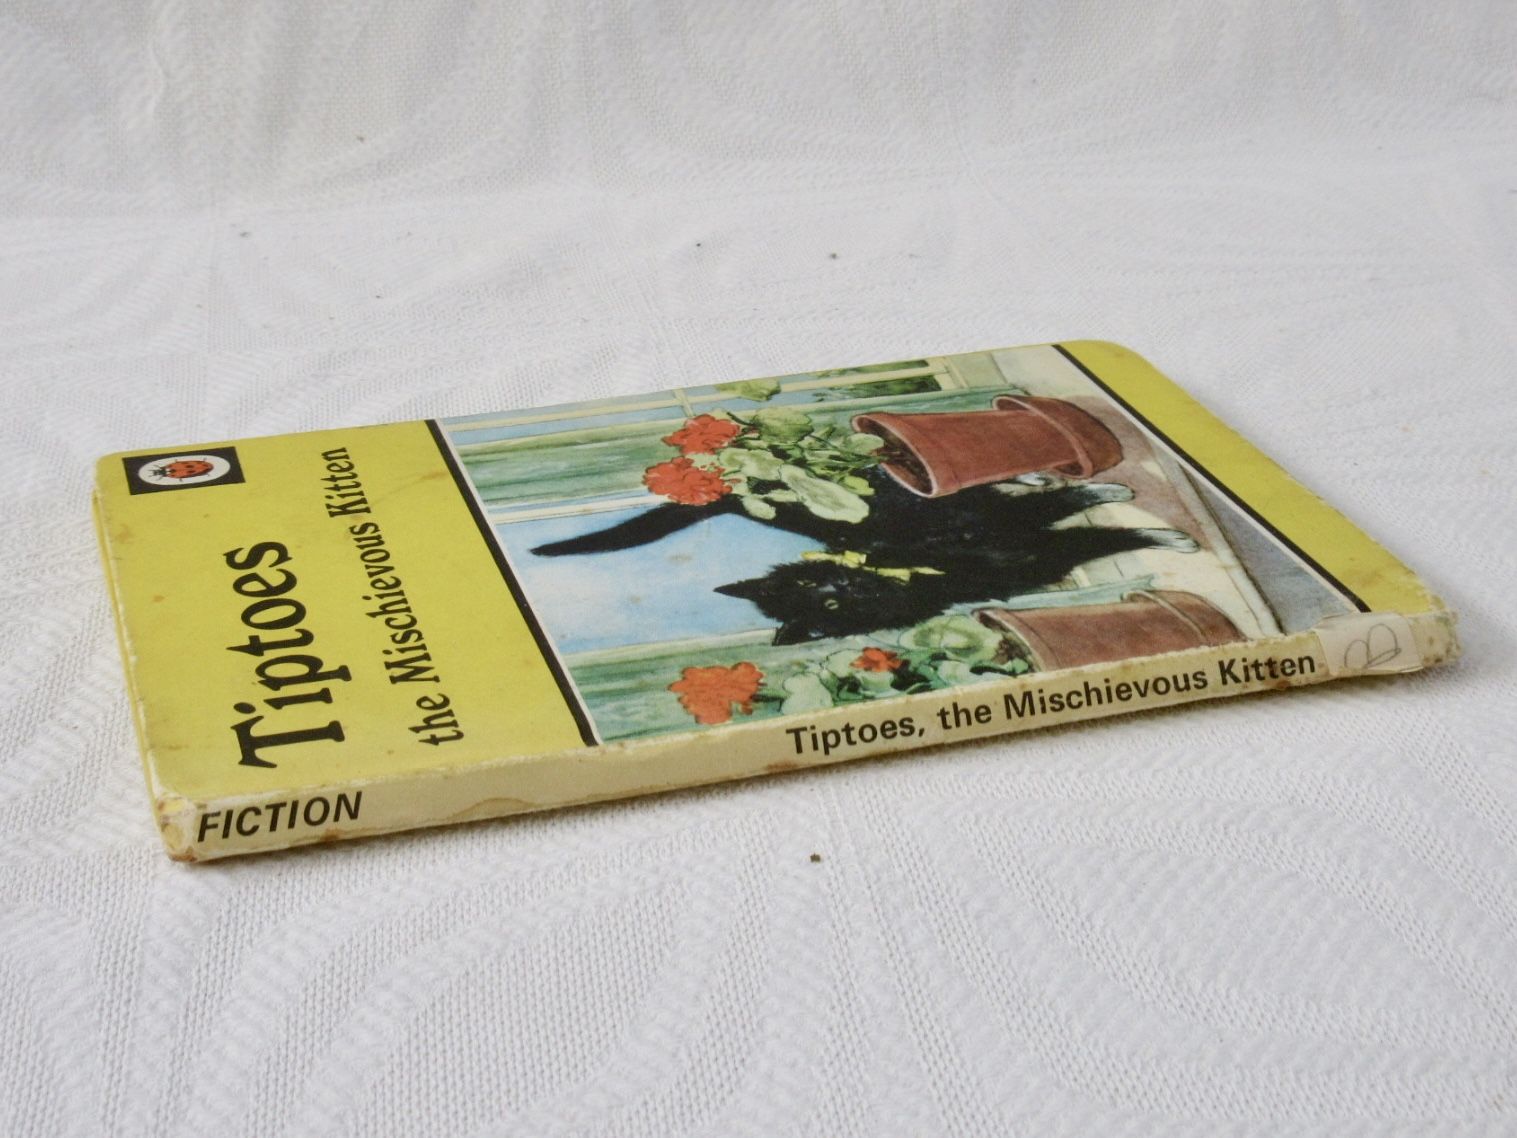 Tiptoes
the Mischievous Kitten
FICTION
Tiptoes, the Mischievous Kitten